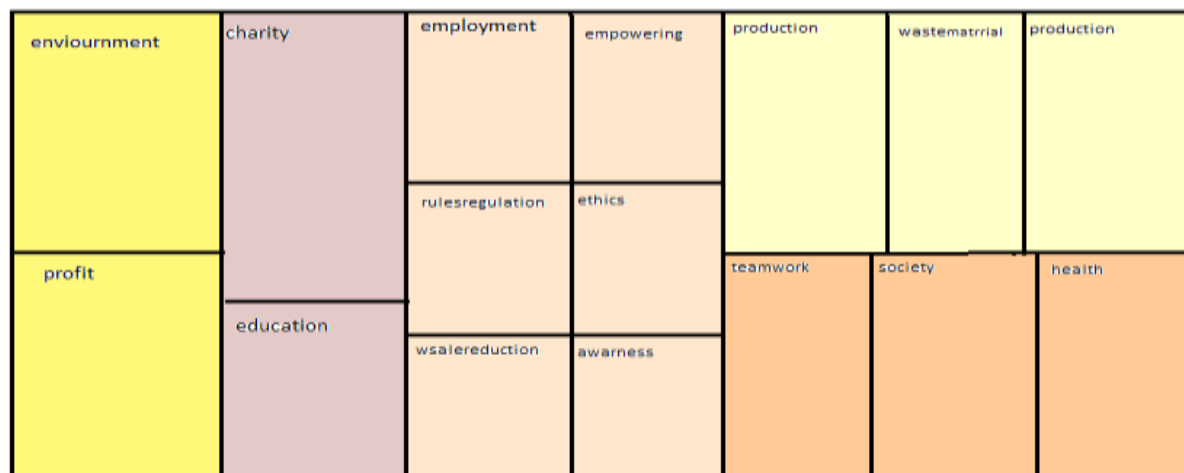 enviournment
charity
employment
empowering
production
wastematrrial
production
rulesregulation
ethics
profit
teamwork
society
health
education
wsalereduction
awarness